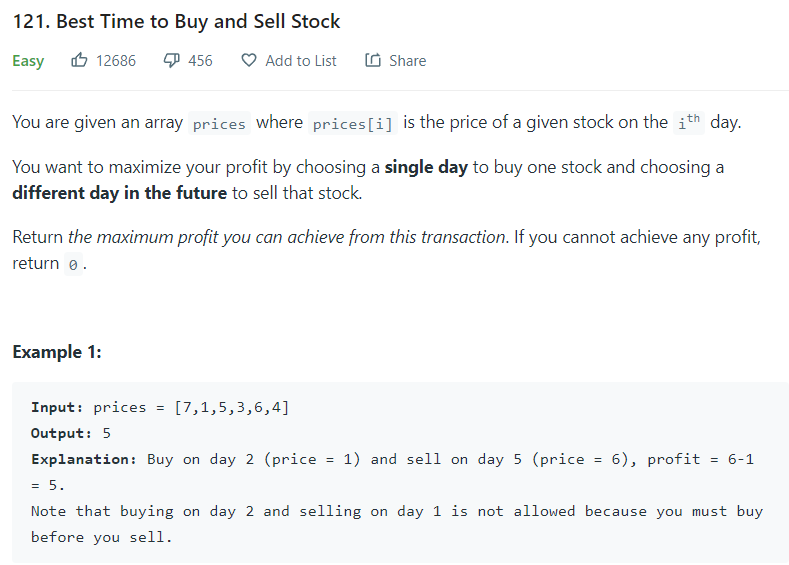 121. Best Time to Buy and Sell Stock
Easy 12686 456 Add to List Share
You are given an array prices where prices[i] is the price of a given stock on the ith day.
You want to maximize your profit by choosing a single day to buy one stock and choosing a
different day in the future to sell that stock.
Return the maximum profit you can achieve from this transaction. If you cannot achieve any profit,
return 0.
Example 1:
Input: prices = [7,1,5,3,6,4]
Output: 5
Explanation: Buy on day 2 (price = 1) and sell on day 5 (price = 6), profit = 6-1
= 5.
Note that buying on day 2 and selling on day 1 is not allowed because you must buy
before you sell.